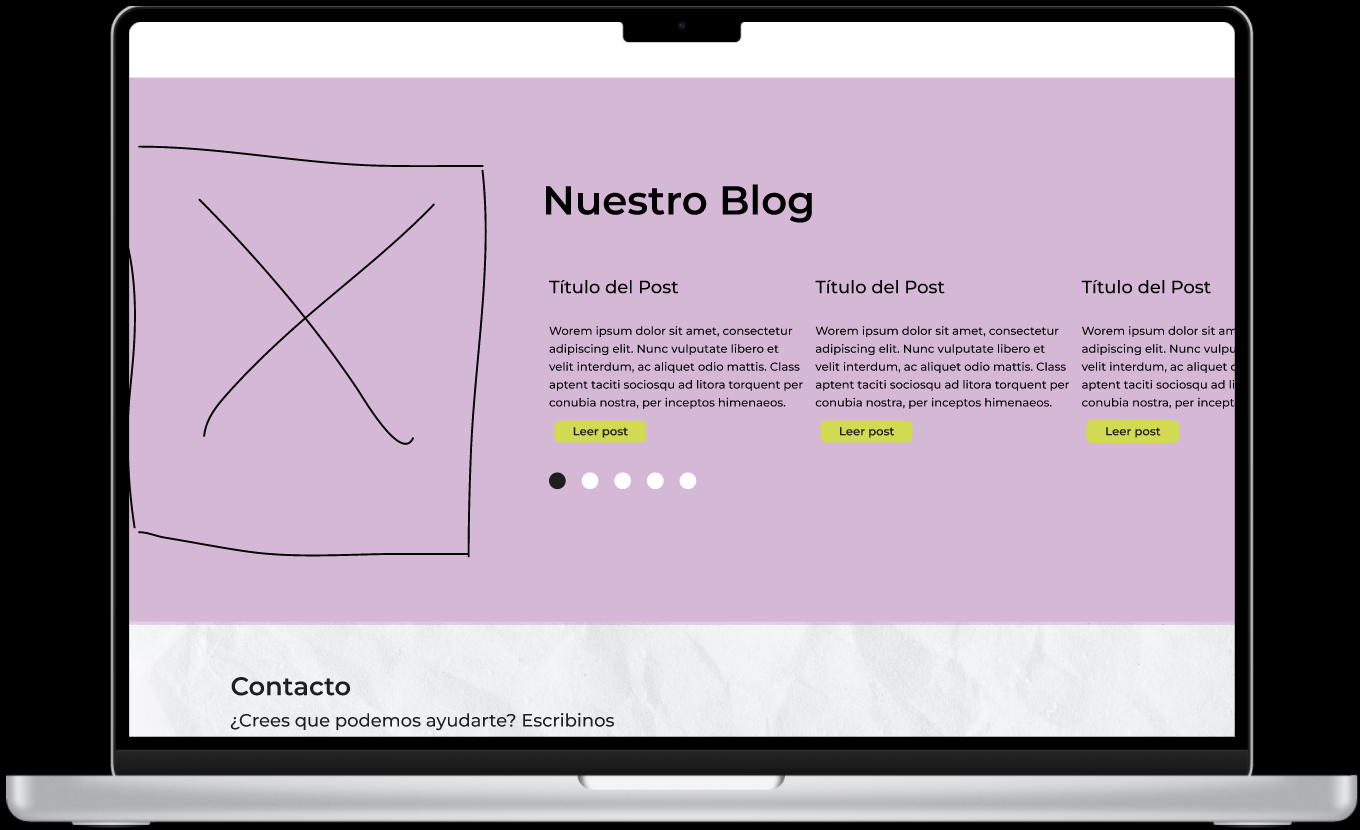 Nuestro Blog
Título del Post
Worem ipsum dolor sit amet, consectetur
adipiscing elit. Nunc vulputate libero et
velit interdum, ac aliquet odio mattis. Class
aptent taciti sociosqu ad litora torquent per
conubia nostra, per inceptos himenaeos.
Leer post
Título del Post
Worem ipsum dolor sit amet, consectetur
adipiscing elit. Nunc vulputate libero et
velit interdum, ac aliquet odio mattis. Class
aptent taciti sociosqu ad litora torquent per
conubia nostra, per inceptos himenaeos.
Leer post
Título del Post
Worem ipsum dolor sit am
adipiscing elit. Nunc vulpu
velit interdum, ac aliquet
aptent taciti sociosqu ad li
conubia nostra, per incept
Leer post
Contacto
¿Crees que podemos ayudarte? Escribinos